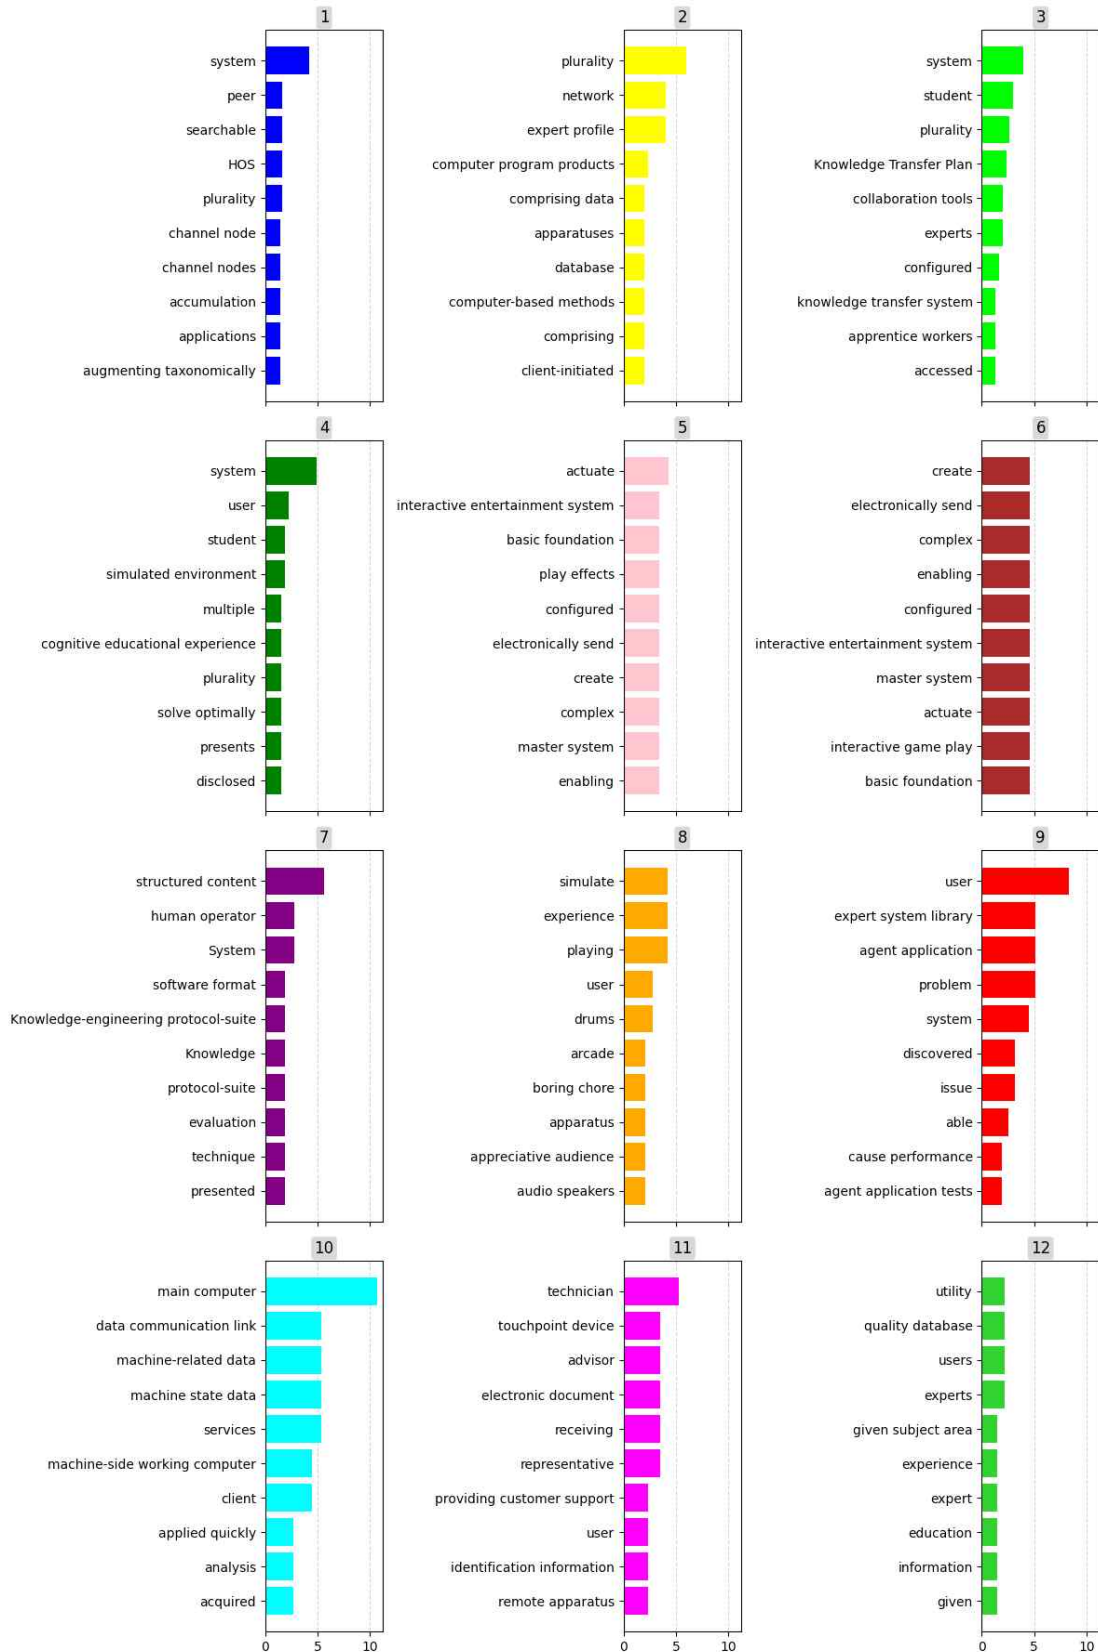 1
system
peer
searchable
HOS
plurality
channel node
channel nodes
accumulation
applications
augmenting taxonomically
2
plurality
network
expert profile
computer program products
comprising data
apparatuses
database
computer-based methods
comprising
client-initiated
3
system
student
plurality
Knowledge Transfer Plan
collaboration tools
experts
configured
knowledge transfer system
apprentice workers
accessed
4
system
user
student
simulated environment
multiple
cognitive educational experience
plurality
solve optimally
presents
disclosed
5
actuate
interactive entertainment system
basic foundation
play effects
configured
electronically send
create
complex
master system
enabling
6
create
electronically send
complex
enabling
configured
interactive entertainment system
master system
actuate
interactive game play
basic foundation
7
structured content
human operator
System
software format
Knowledge-engineering protocol-suite
Knowledge
protocol-suite
evaluation
technique
presented
8
simulate
experience
playing
user
drums
arcade
boring chore
apparatus
appreciative audience
audio speakers
9
user
expert system library
agent application
problem
system
discovered
issue
able
cause performance
agent application tests
10
main computer
data communication link
machine-related data
machine state data
services
machine-side working computer
client
applied quickly
analysis
acquired
0 5 10
11
technician
touchpoint device
advisor
electronic document
receiving
representative
providing customer support
user
identification information
remote apparatus
0 5 10
12
utility
quality database
users
experts
given subject area
experience
expert
education
information
given
0 5 10